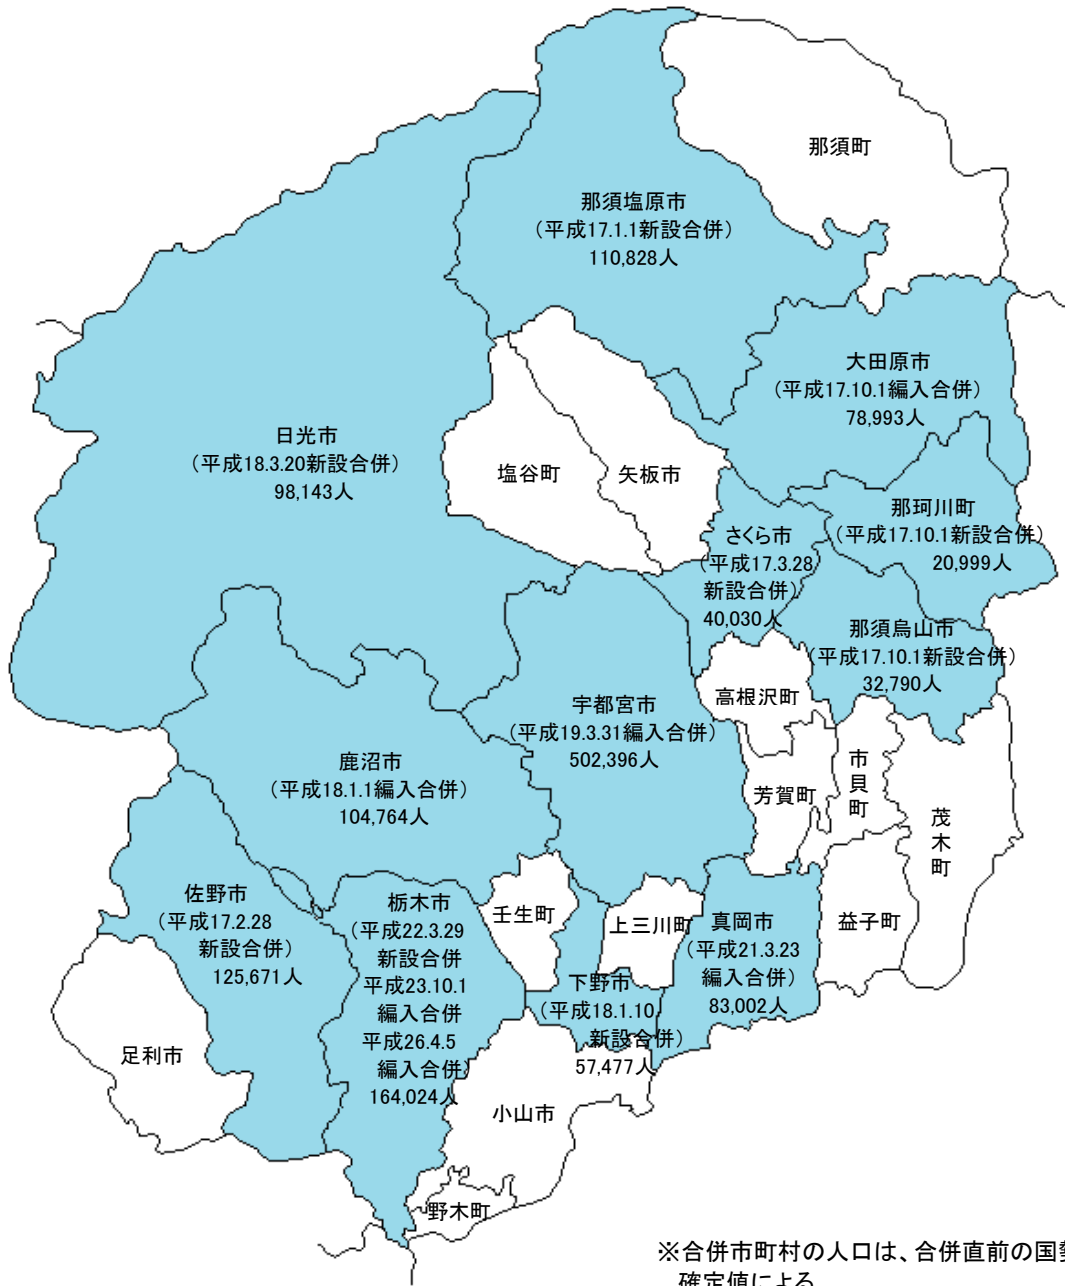 那須町
那須塩原市
（平成17.1.1新設合併）
110,828人
大田原市
（平成17.10.1編入合併）
78,993人
日光市
（平成18.3.20新設合併）
98,143人
塩谷町
矢板市
那珂川町
（平成17.10.1新設合併）
20,999人
さくら市
（平成17.3.28
新設合併）
40,030人
那須烏山市
（平成17.10.1新設合併）
32,790人
高根沢町
宇都宮市
（平成19.3.31編入合併）
502,396人
鹿沼市
（平成18.1.1編入合併）
104,764人
市貝町
芳賀町
茂木町
佐野市
（平成17.2.28
新設合併）
125,671人
栃木市
（平成22.3.29
新設合併
平成23.10.1
編入合併
平成26.4.5
編入合併）
164,024人
壬生町
上三川町
真岡市
（平成21.3.23
編入合併）
83,002人
益子町
下野市
（平成18.1.10
新設合併）
57,477人
足利市
小山市
野木町
※合併市町村の人口は、合併直前の国勢
確定値による